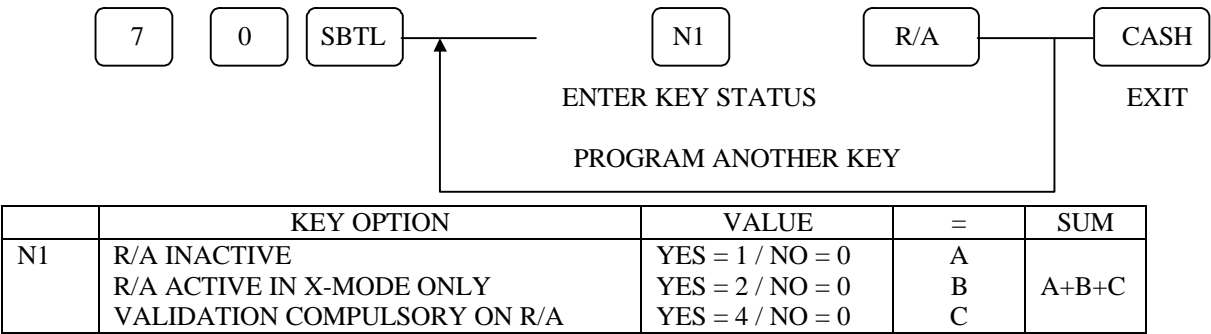 7 0 SBTL N1 R/A CASH
ENTER KEY STATUS EXIT
PROGRAM ANOTHER KEY
KEY OPTION VALUE = SUM
N1 R/A INACTIVE YES = 1 / NO = 0 A
R/A ACTIVE IN X-MODE ONLY YES = 2 / NO = 0 B A+B+C
VALIDATION COMPULSORY ON R/A YES = 4 / NO = 0 C